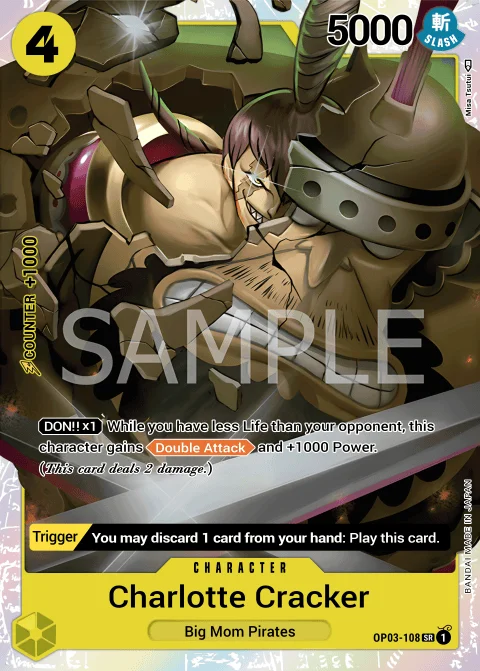 4
5000
斬
SLASH
Misa Tsutui
COUNTER +1000
SAMPLE
DON!! ×1 While you have less Life than your opponent, this
character gains Double Attack and +1000 Power.
(This card deals 2 damage.)
Trigger You may discard 1 card from your hand: Play this card.
CHARACTER
Charlotte Cracker
Big Mom Pirates
OP03-108 SR 1
BANDAI MADE IN JAPAN